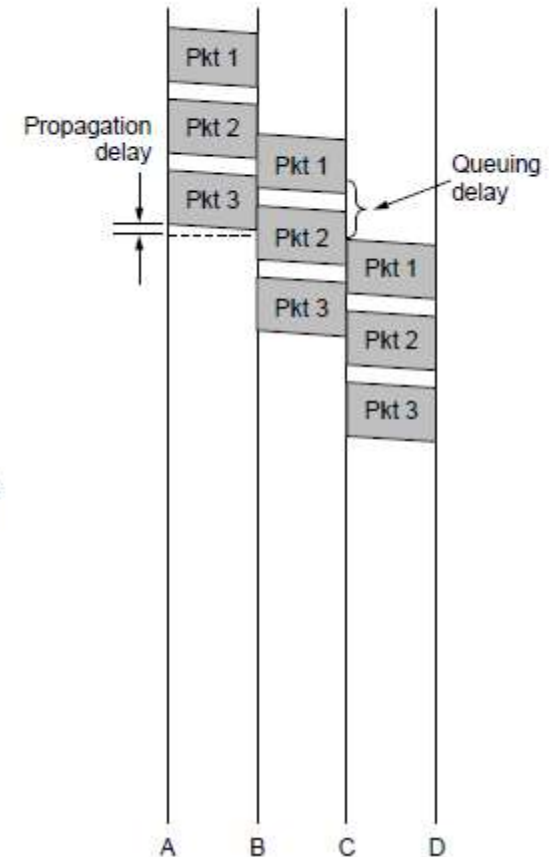 Pkt 1
Pkt 2
Pkt 3
Propagation
delay
Pkt 1
Pkt 2
Pkt 3
Queuing
delay
Pkt 1
Pkt 2
Pkt 3
A B C D